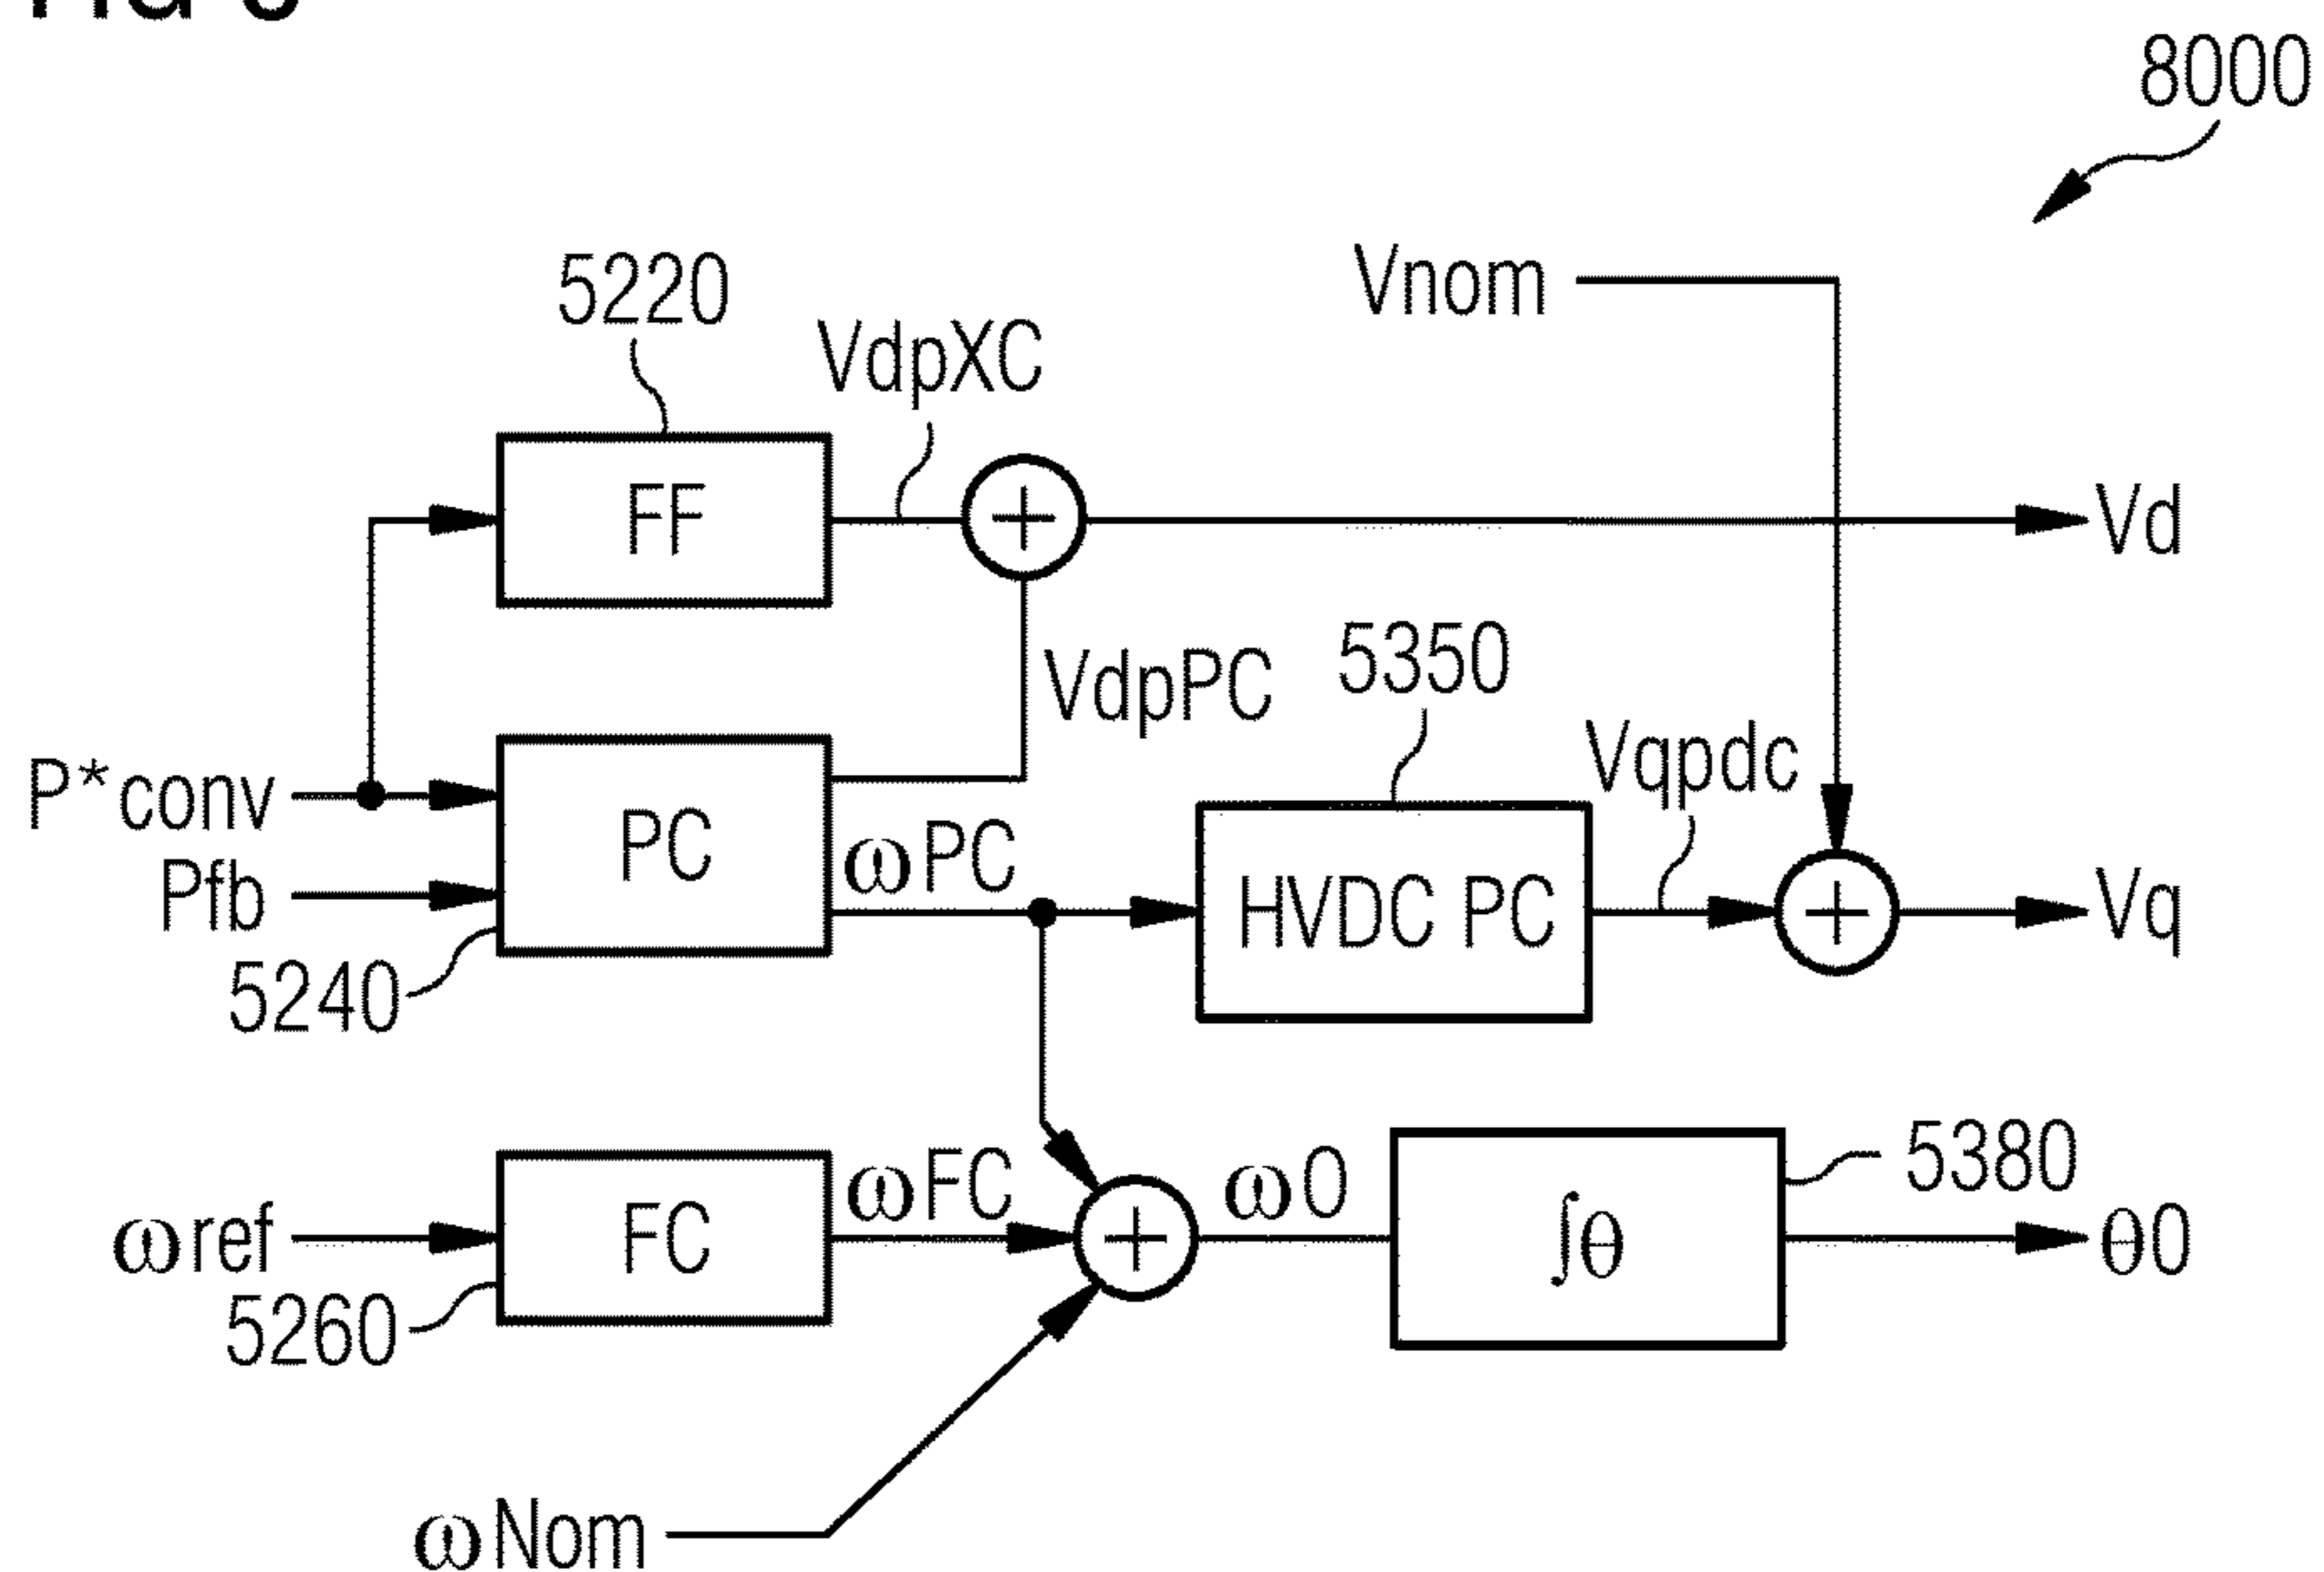 8000
Vnom
5220
VdpXC
FF
Vd
VdpPC
5350
Vqpdc
P*conv
PC
ωPC
Pfb
HVDC PC
Vq
5240
ωFC
ω0
5380
ωref
FC
∫θ
θ0
5260
ωNom